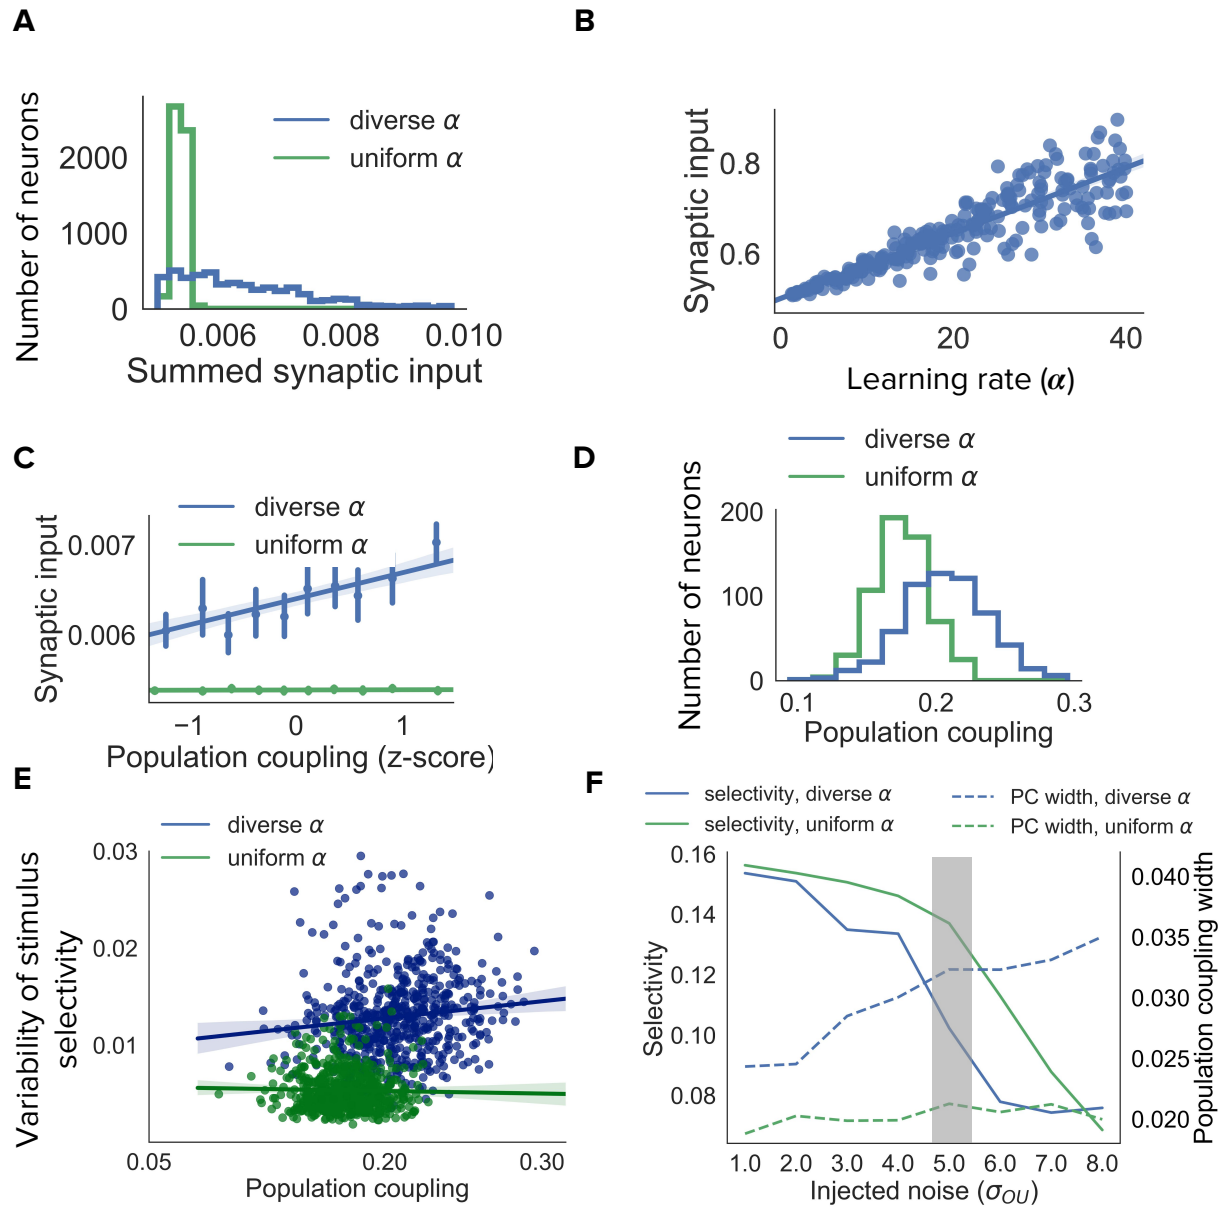 A
Number of neurons
diverse α
uniform α
2000
1000
0
0.006 0.008 0.010
Summed synaptic input
B
Synaptic input
0.8
0.6
0 20 40
Learning rate (α)
C
Synaptic input
diverse α
uniform α
0.007
0.006
−1 0 1
Population coupling (z-score)
D
diverse α
uniform α
Number of neurons
200
100
0
0.1 0.2 0.3
Population coupling
E
Variability of stimulus
selectivity
diverse α
uniform α
0.03
0.02
0.01
0.05 0.20 0.30
Population coupling
F
selectivity, diverse α
selectivity, uniform α
PC width, diverse α
PC width, uniform α
Selectivity
0.16
0.14
0.12
0.10
0.08
0.040
0.035
0.030
0.025
0.020
Population coupling width
1.0 2.0 3.0 4.0 5.0 6.0 7.0 8.0
Injected noise (σOU)